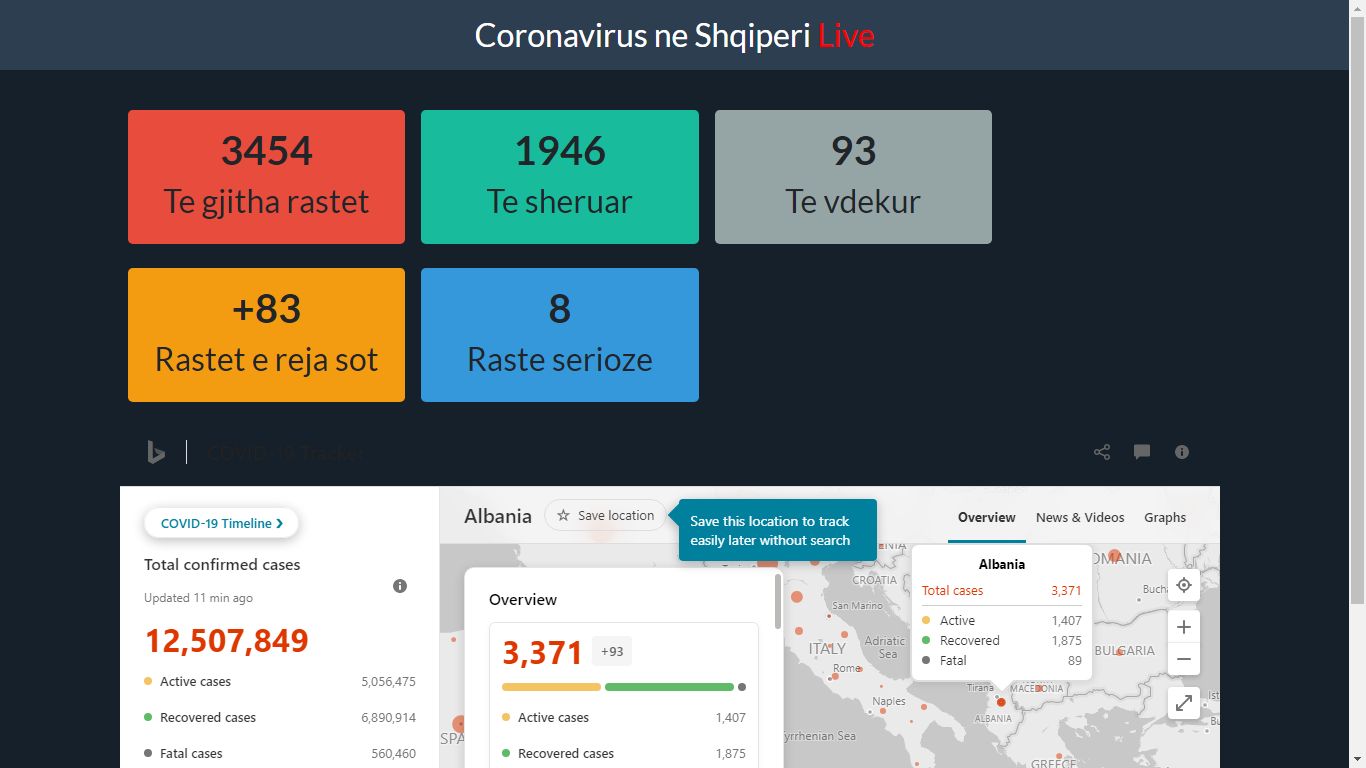 Coronavirus ne Shqiperi Live
3454
Te gjitha rastet
1946
Te sheruar
93
Te vdekur
+83
Rastet e reja sot
8
Raste serioze
COVID-19 Tracker
COVID-19 Timeline
Total confirmed cases
Updated 11 min ago
12,507,849
Active cases 5,056,475
Recovered cases 6,890,914
Fatal cases 560,460
Albania
Save location
Save this location to track
easily later without search
Overview News & Videos Graphs
Overview
3,371 +93
Active cases 1,407
Recovered cases 1,875
Albania
Total cases 3,371
Active 1,407
Recovered 1,875
Fatal 89
CROATIA
San Marino
Adriatic
Sea
ITALY
Rome
Naples
Tyrrhenian Sea
Tirana
MACEDONIA
ALBANIA
BULGARIA
GREECE